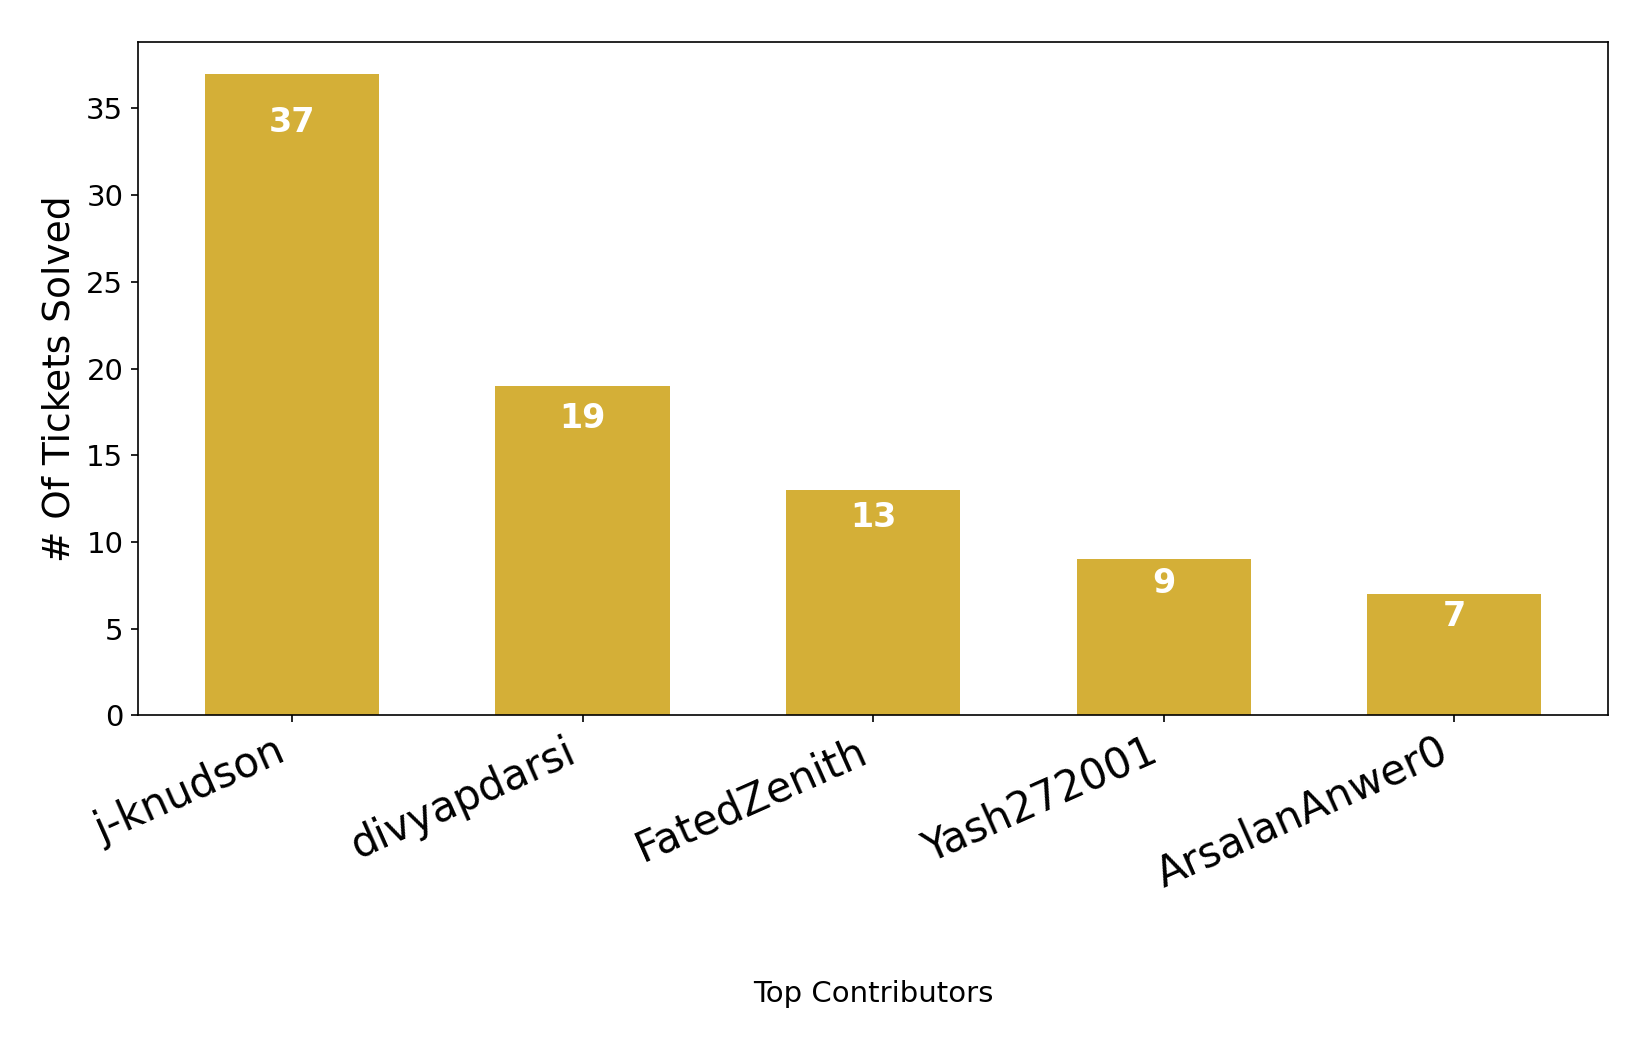 # Of Tickets Solved
35
30
25
20
15
10
5
0
37
19
13
9
7
j-knudson
divyapdarsi
FatedZenith
Yash272001
ArsalanAnwer0
Top Contributors